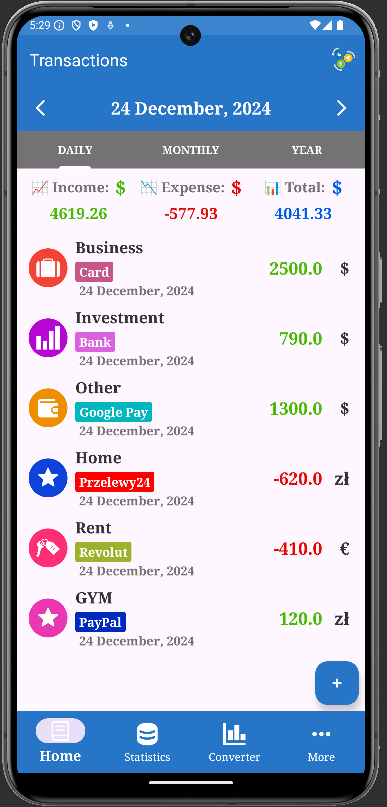 5:29
Transactions
24 December, 2024
DAILY MONTHLY YEAR
Income: $ Expense: $ Total: $
4619.26 -577.93 4041.33
Business
Card
2500.0 $
24 December, 2024
Investment
Bank
790.0 $
24 December, 2024
Other
Google Pay
1300.0 $
24 December, 2024
Home
Przelewy24
-620.0 zł
24 December, 2024
Rent
Revolut
-410.0 €
24 December, 2024
GYM
PayPal
120.0 zł
24 December, 2024
+
Home Statistics Converter More